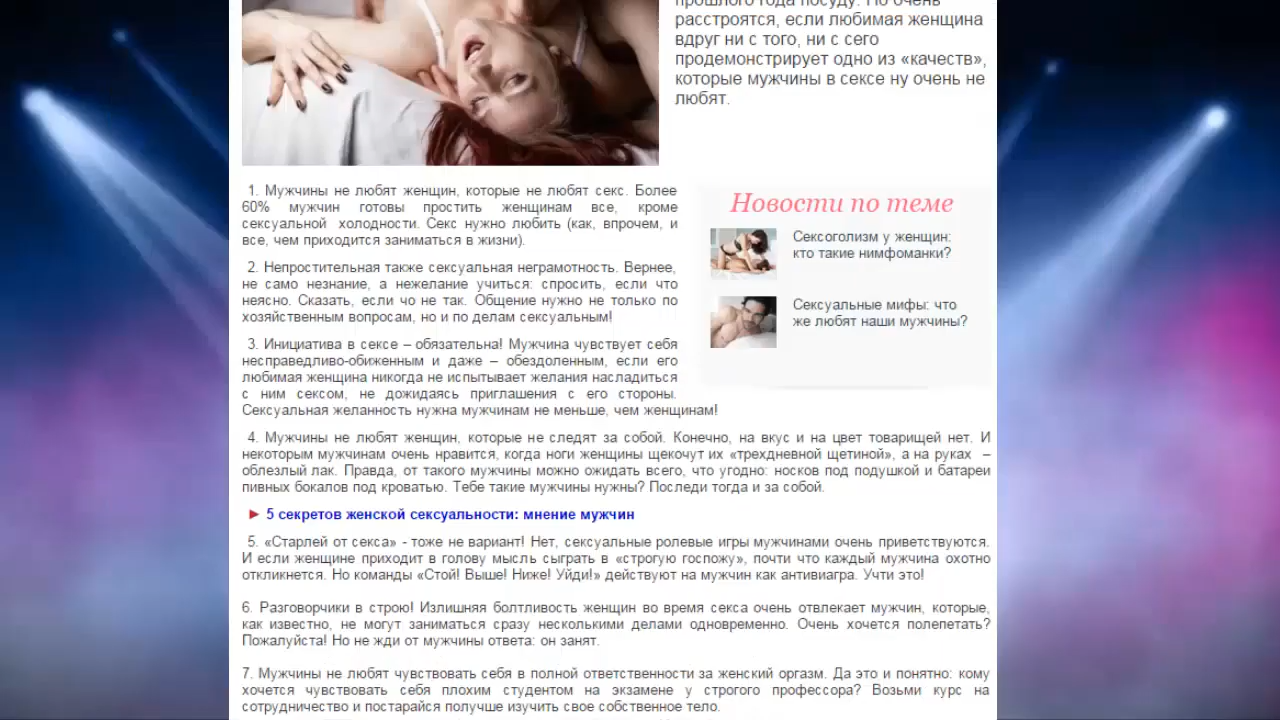 прошлого года посуду. Но очень
расстроятся, если любимая женщина
вдруг ни с того, ни с сего
продемонстрирует одно из «качеств»,
которые мужчины в сексе ну очень не
любят.
1. Мужчины не любят женщин, которые не любят секс. Более
60% мужчин готовы простить женщинам все, кроме
сексуальной холодности. Секс нужно любить (как, впрочем, и
все, чем приходится заниматься в жизни).
2. Непростительная также сексуальная неграмотность. Вернее,
не само незнание, а нежелание учиться: спросить, если что
неясно. Сказать, если чо не так. Общение нужно не только по
хозяйственным вопросам, но и по делам сексуальным!
3. Инициатива в сексе – обязательна! Мужчина чувствует себя
несправедливо-обиженным и даже – обездоленным, если его
любимая женщина никогда не испытывает желания насладиться
с ним сексом, не дожидаясь приглашения с его стороны.
Сексуальная желанность нужна мужчинам не меньше, чем женщинам!
Новости по теме
Сексоголизм у женщин:
кто такие нимфоманки?
Сексуальные мифы: что
же любят наши мужчины?
4. Мужчины не любят женщин, которые не следят за собой. Конечно, на вкус и на цвет товарищей нет. И
некоторым мужчинам очень нравится, когда ноги женщины щекочут их «трехдневной щетиной», а на руках –
облезлый лак. Правда, от такого мужчины можно ожидать всего, что угодно: носков под подушкой и батареи
пивных бокалов под кроватью. Тебе такие мужчины нужны? Последи тогда и за собой.
► 5 секретов женской сексуальности: мнение мужчин
5. «Старлей от секса» - тоже не вариант! Нет, сексуальные ролевые игры мужчинами очень приветствуются.
И если женщине приходит в голову мысль сыграть в «строгую госпожу», почти что каждый мужчина охотно
откликнется. Но команды «Стой! Выше! Ниже! Уйди!» действуют на мужчин как антивиагра. Учти это!
6. Разговорчики в строю! Излишняя болтливость женщин во время секса очень отвлекает мужчин, которые,
как известно, не могут заниматься сразу несколькими делами одновременно. Очень хочется полепетать?
Пожалуйста! Но не жди от мужчины ответа: он занят.
7. Мужчины не любят чувствовать себя в полной ответственности за женский оргазм. Да это и понятно: кому
хочется чувствовать себя плохим студентом на экзамене у строгого профессора? Возьми курс на
сотрудничество и постарайся получше изучить свое собственное тело.